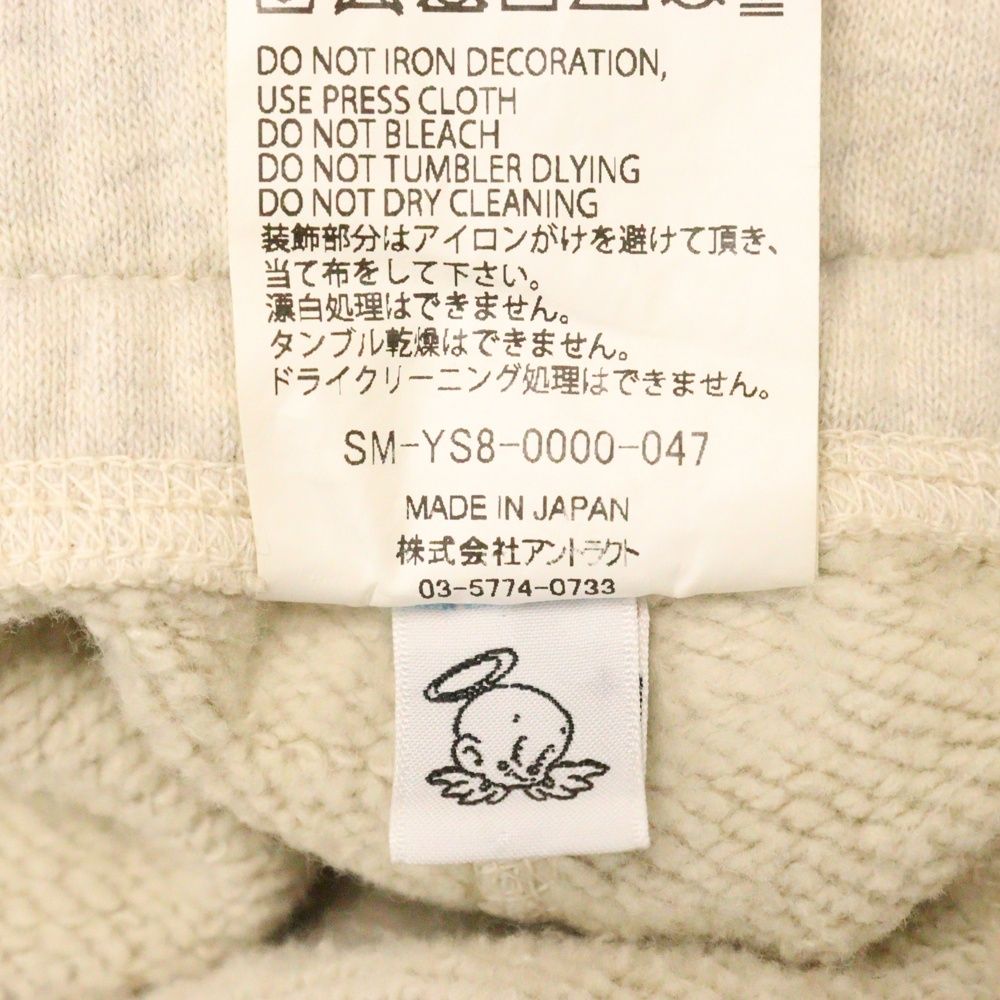 DO NOT IRON DECORATION,
USE PRESS CLOTH
DO NOT BLEACH
DO NOT TUMBLER DLYING
DO NOT DRY CLEANING
装飾部分はアイロンがけを避けて頂き、
当て布をして下さい。
漂白処理はできません。
タンブル乾燥はできません。
ドライクリーニング処理はできません。
SM-YS8-0000-047
MADE IN JAPAN
株式会社アントラクト
03-5774-0733